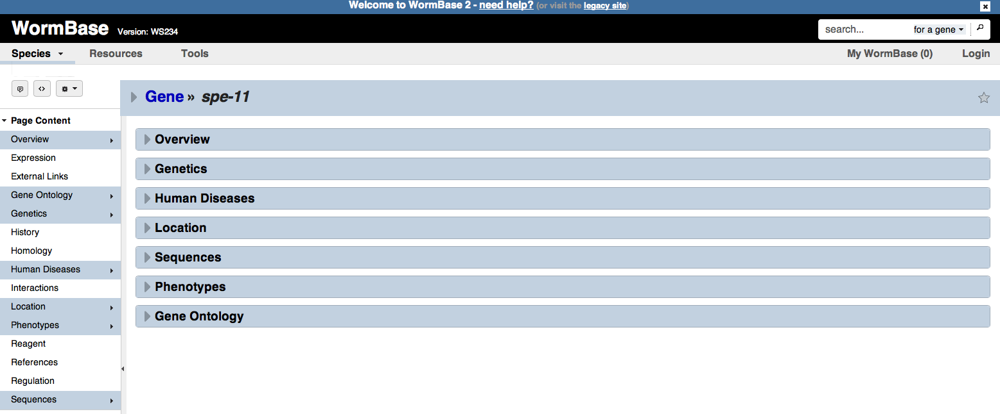 Welcome to WormBase 2 - need help? (or visit the legacy site)
WormBase Version: WS234
search... for a gene
Species Resources Tools My WormBase (0) Login
Gene » spe-11
Page Content
Overview
Expression
External Links
Gene Ontology
Genetics
History
Homology
Human Diseases
Interactions
Location
Phenotypes
Reagent
References
Regulation
Sequences
Overview
Genetics
Human Diseases
Location
Sequences
Phenotypes
Gene Ontology